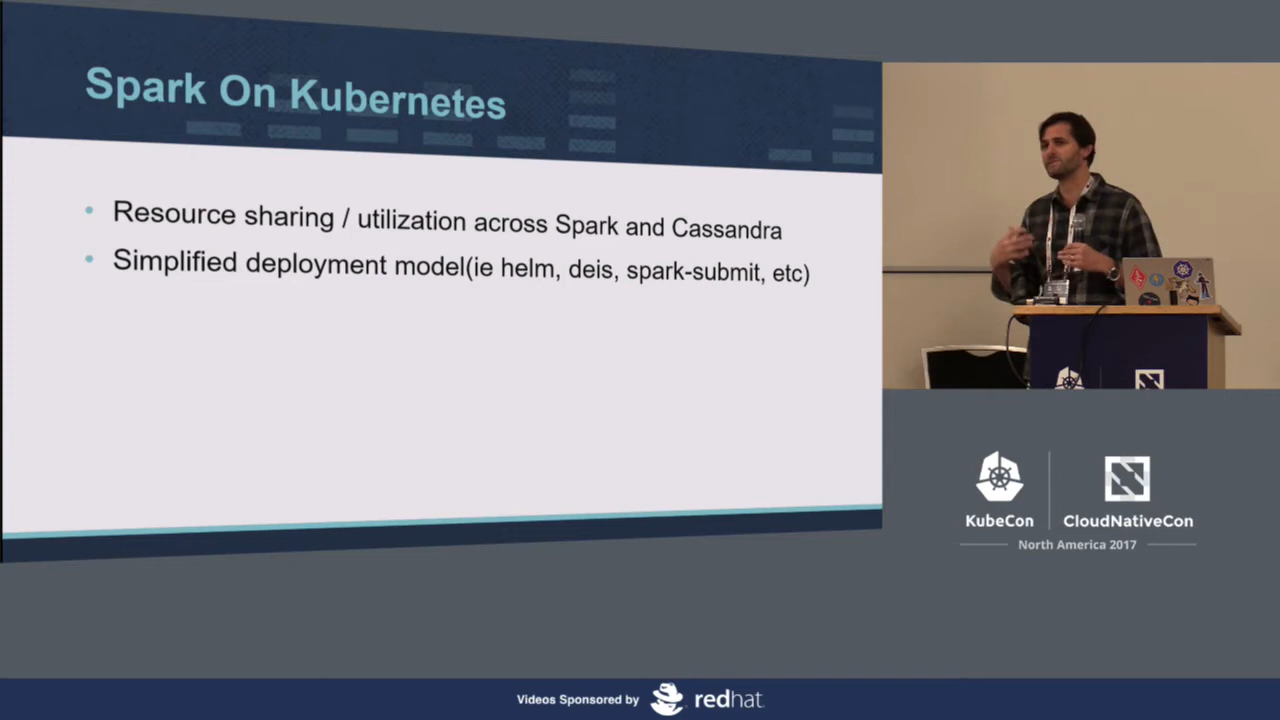 Spark On Kubernetes
• Resource sharing / utilization across Spark and Cassandra
• Simplified deployment model(ie helm, deis, spark-submit, etc)
KubeCon
CloudNativeCon
North America 2017
Videos Sponsored by
redhat